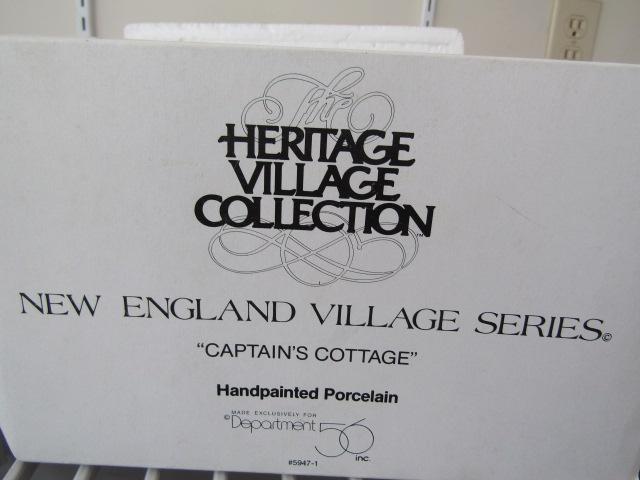 The
HERITAGE
VILLAGE
COLLECTION™
NEW ENGLAND VILLAGE SERIES©
“CAPTAIN'S COTTAGE”
Handpainted Porcelain
MADE EXCLUSIVELY FOR
©Department 56 inc.
#5947-1